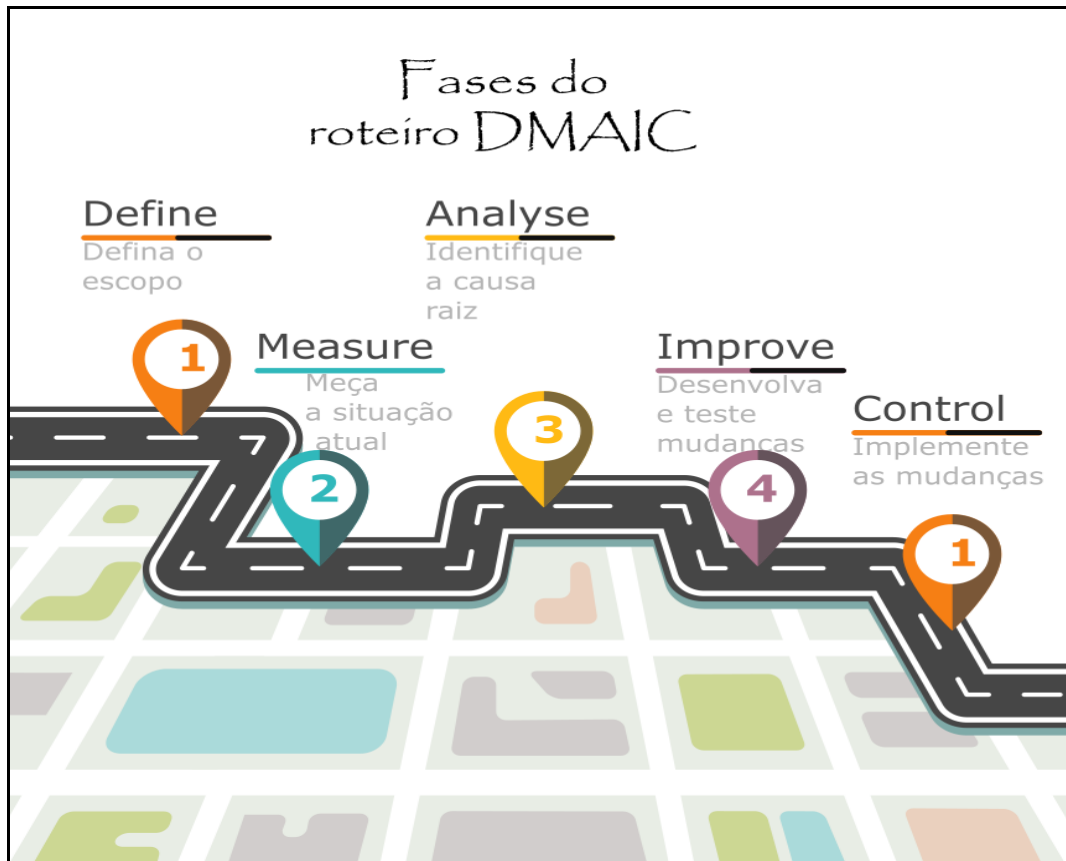 Fases do
roteiro DMAIC
Define
Defina o
escopo
1
Measure
Meça
a situação
atual
2
Analyse
Identifique
a causa
raiz
3
Improve
Desenvolva
e teste
mudanças
4
Control
Implemente
as mudanças
1